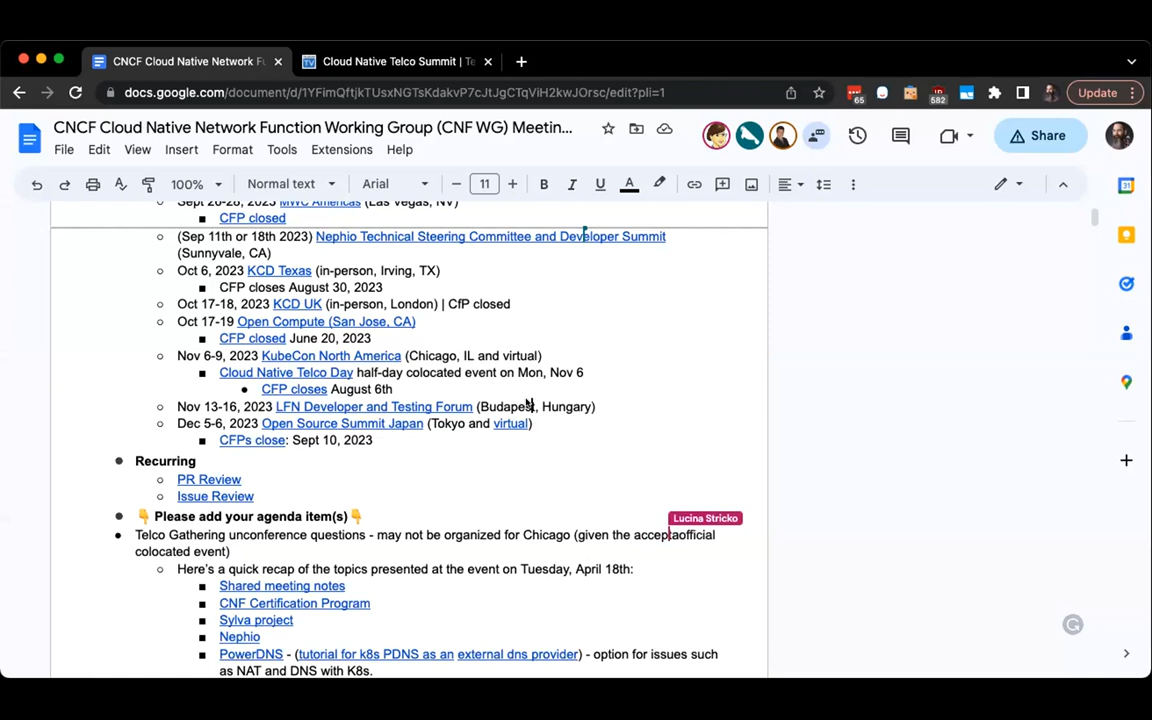 CNCF Cloud Native Network Fu
Cloud Native Telco Summit | Te
docs.google.com/document/d/1YFimQftjkTUsxNGTsKdakvP7cJtJgCTqViH2kwJOrsc/edit?pli=1
65
582
Update
CNCF Cloud Native Network Function Working Group (CNF WG) Meetin...
File Edit View Insert Format Tools Extensions Help
Share
100%
Normal text
Arial
11
Sept 26-28, 2023 MWC Americas (Las Vegas, NV)
CFP closed
(Sep 11th or 18th 2023) Nephio Technical Steering Committee and Developer Summit
(Sunnyvale, CA)
Oct 6, 2023 KCD Texas (in-person, Irving, TX)
CFP closes August 30, 2023
Oct 17-18, 2023 KCD UK (in-person, London) | CfP closed
Oct 17-19 Open Compute (San Jose, CA)
CFP closed June 20, 2023
Nov 6-9, 2023 KubeCon North America (Chicago, IL and virtual)
Cloud Native Telco Day half-day colocated event on Mon, Nov 6
CFP closes August 6th
Nov 13-16, 2023 LFN Developer and Testing Forum (Budapest, Hungary)
Dec 5-6, 2023 Open Source Summit Japan (Tokyo and virtual)
CFPs close: Sept 10, 2023
Recurring
PR Review
Issue Review
👇 Please add your agenda item(s)👇
Lucina Stricko
Telco Gathering unconference questions - may not be organized for Chicago (given the acceptaofficial
colocated event)
Here's a quick recap of the topics presented at the event on Tuesday, April 18th:
Shared meeting notes
CNF Certification Program
Sylva project
Nephio
PowerDNS - (tutorial for k8s PDNS as an external dns provider) - option for issues such
as NAT and DNS with K8s.